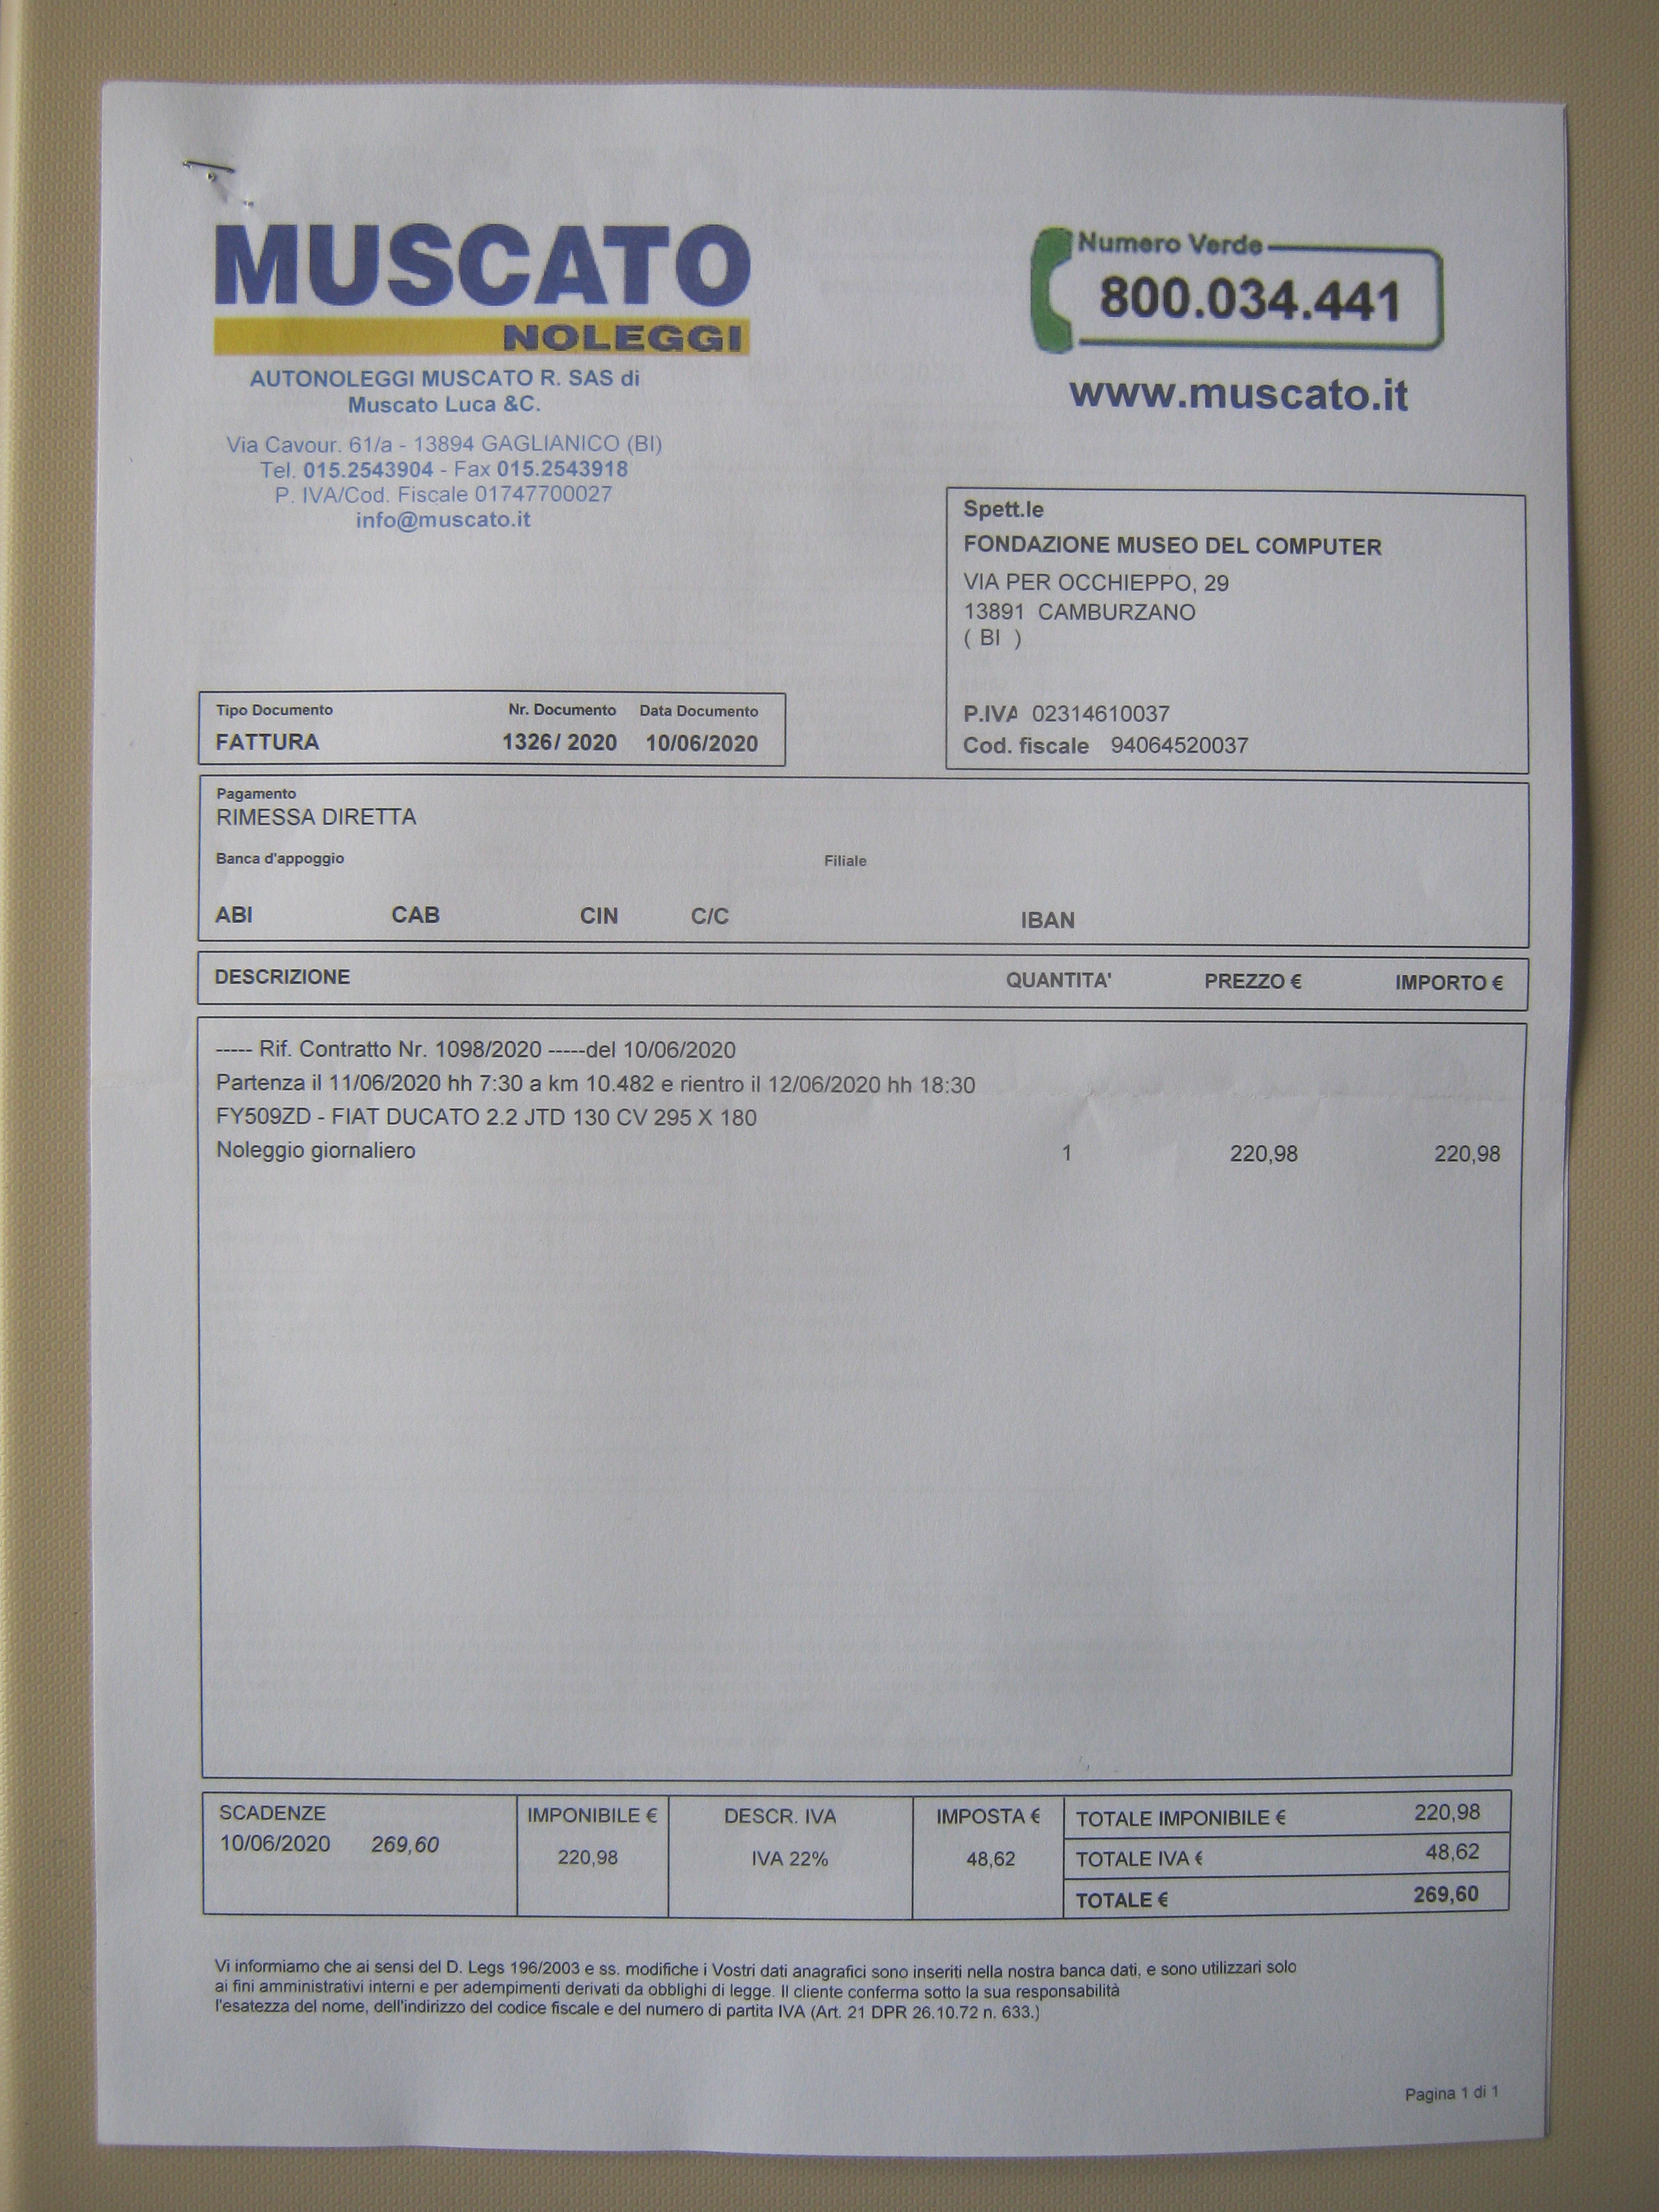 MUSCATO
NOLEGGI
AUTONOLEGGI MUSCATO R. SAS di
Muscato Luca &C.
Via Cavour. 61/a - 13894 GAGLIANICO (BI)
Tel. 015.2543904 - Fax 015.2543918
P. IVA/Cod. Fiscale 01747700027
info@muscato.it
Numero Verde
800.034.441
www.muscato.it
Spett.le
FONDAZIONE MUSEO DEL COMPUTER
VIA PER OCCHIEPPO, 29
13891 CAMBURZANO
( BI )
P.IVA 02314610037
Cod. fiscale 94064520037
Tipo Documento Nr. Documento Data Documento
FATTURA 1326/ 2020 10/06/2020
Pagamento
RIMESSA DIRETTA
Banca d'appoggio Filiale
ABI CAB CIN C/C IBAN
DESCRIZIONE QUANTITA' PREZZO € IMPORTO €
----- Rif. Contratto Nr. 1098/2020 -----del 10/06/2020
Partenza il 11/06/2020 hh 7:30 a km 10.482 e rientro il 12/06/2020 hh 18:30
FY509ZD - FIAT DUCATO 2.2 JTD 130 CV 295 X 180
Noleggio giornaliero 1 220,98 220,98
SCADENZE IMPONIBILE € DESCR. IVA IMPOSTA € TOTALE IMPONIBILE € 220,98
10/06/2020 269,60 220,98 IVA 22% 48,62 TOTALE IVA € 48,62
TOTALE € 269,60
Vi informiamo che ai sensi del D. Legs 196/2003 e ss. modifiche i Vostri dati anagrafici sono inseriti nella nostra banca dati, e sono utilizzari solo
ai fini amministrativi interni e per adempimenti derivati da obblighi di legge. Il cliente conferma sotto la sua responsabilità
l'esatezza del nome, dell'indirizzo del codice fiscale e del numero di partita IVA (Art. 21 DPR 26.10.72 n. 633.)
Pagina 1 di 1